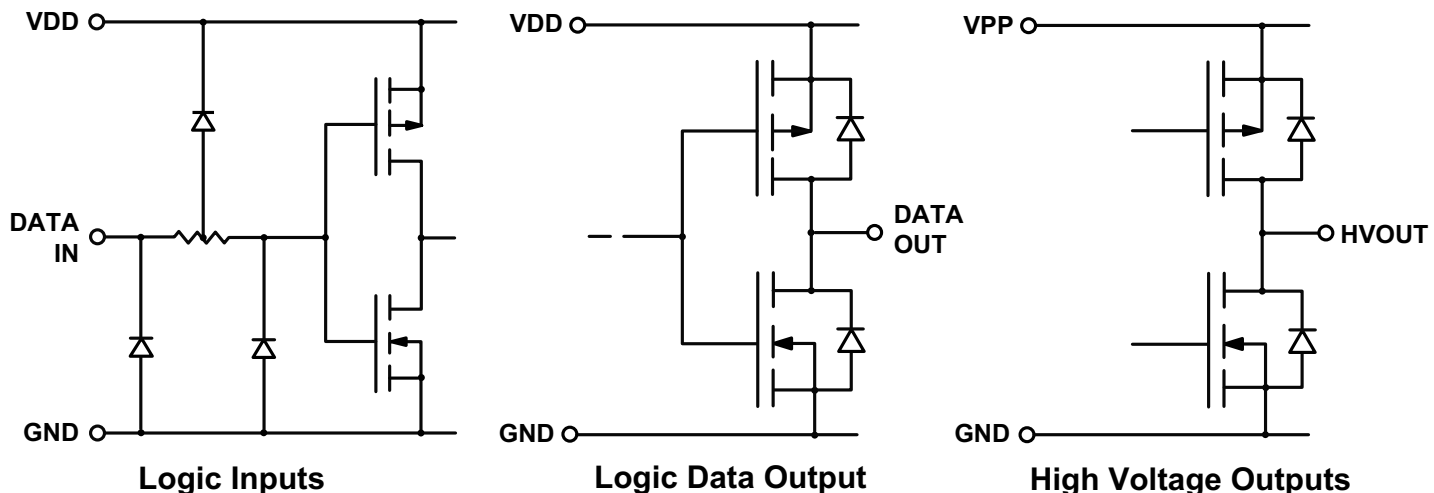 VDD
DATA
IN
GND
Logic Inputs
VDD
DATA
OUT
GND
Logic Data Output
VPP
HVOUT
GND
High Voltage Outputs